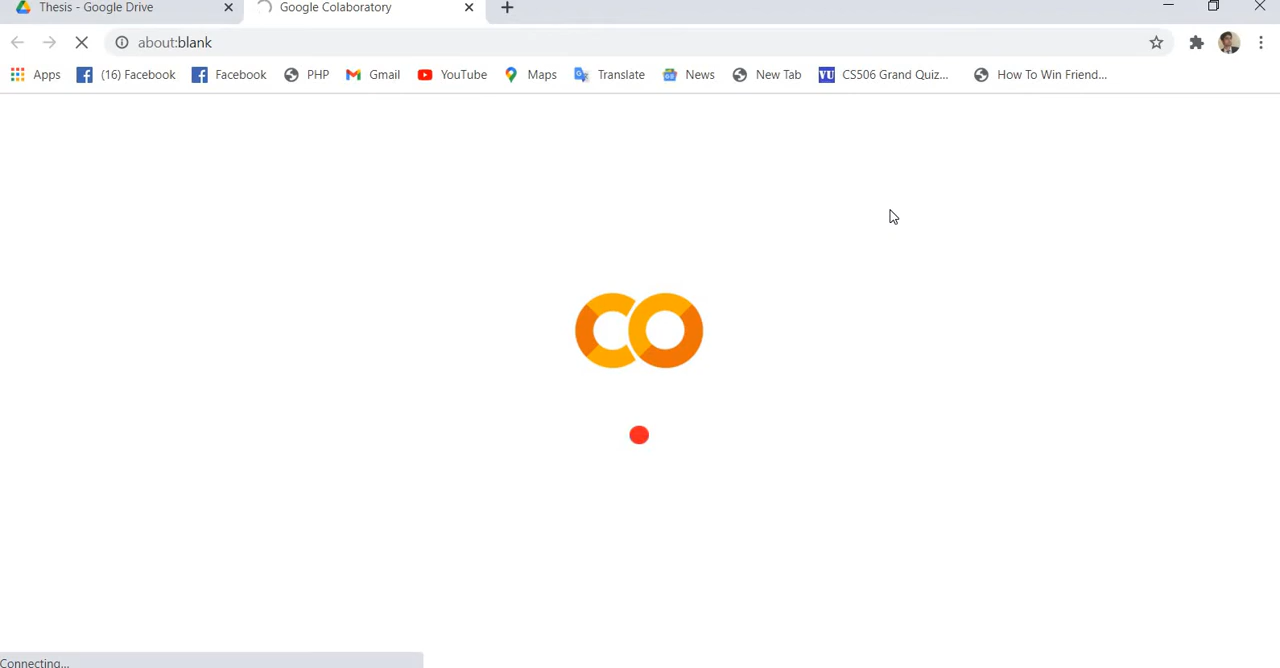 Thesis - Google Drive Google Colaboratory
about:blank
Apps (16) Facebook Facebook PHP Gmail YouTube Maps Translate News New Tab VU CS506 Grand Quiz... How To Win Friend...
Connecting...